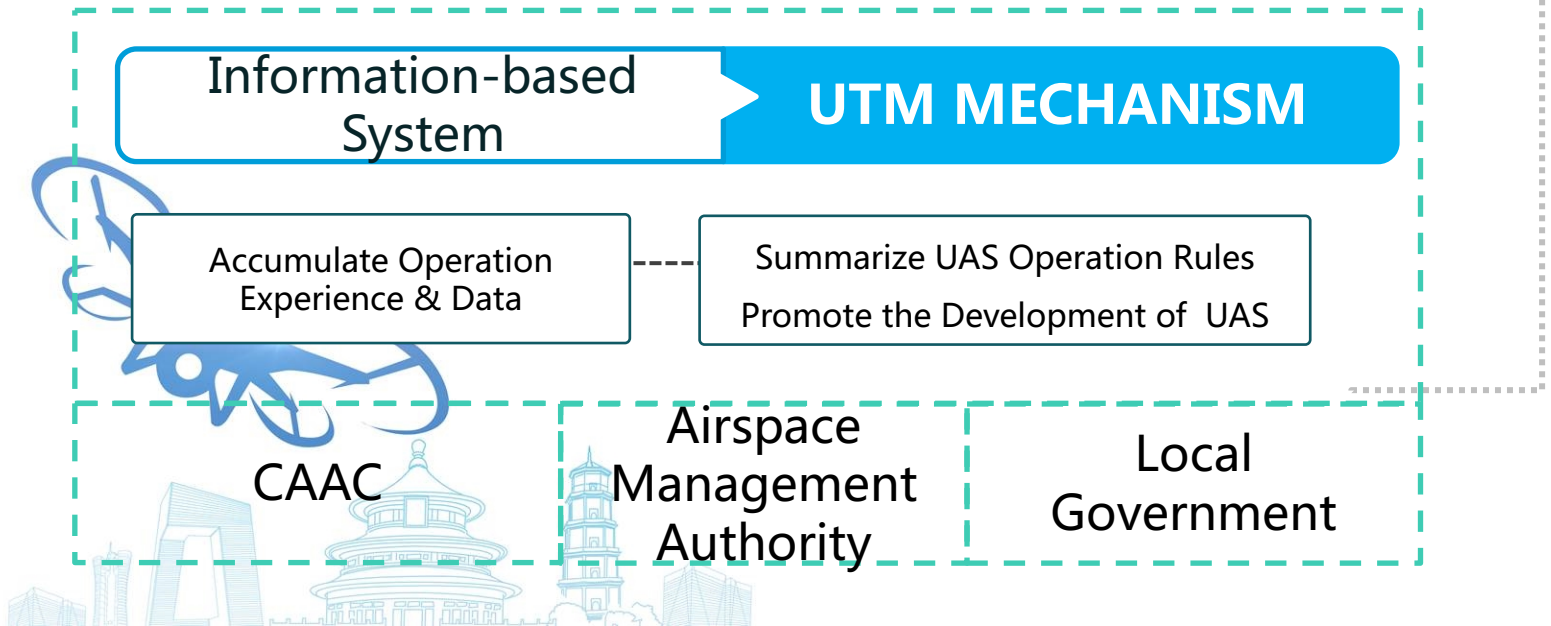 Information-based
System
UTM MECHANISM
Accumulate Operation
Experience & Data
Summarize UAS Operation Rules
Promote the Development of UAS
CAAC
Airspace
Management
Authority
Local
Government